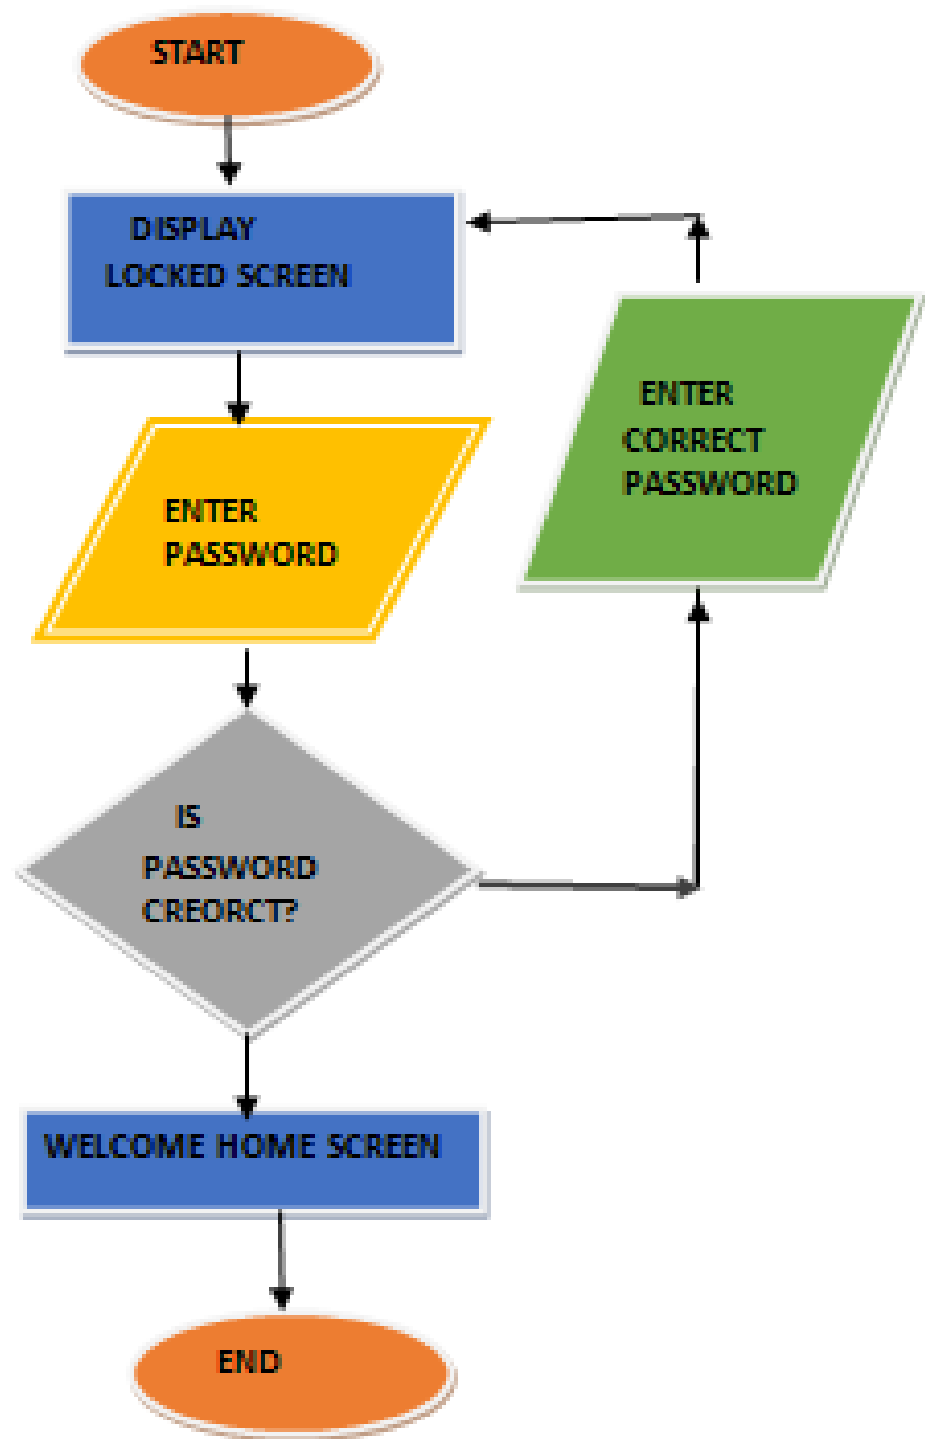 START
DISPLAY
LOCKED SCREEN
ENTER
PASSWORD
ENTER
CORRECT
PASSWORD
IS
PASSWORD
CREORCT?
WELCOME HOME SCREEN
END